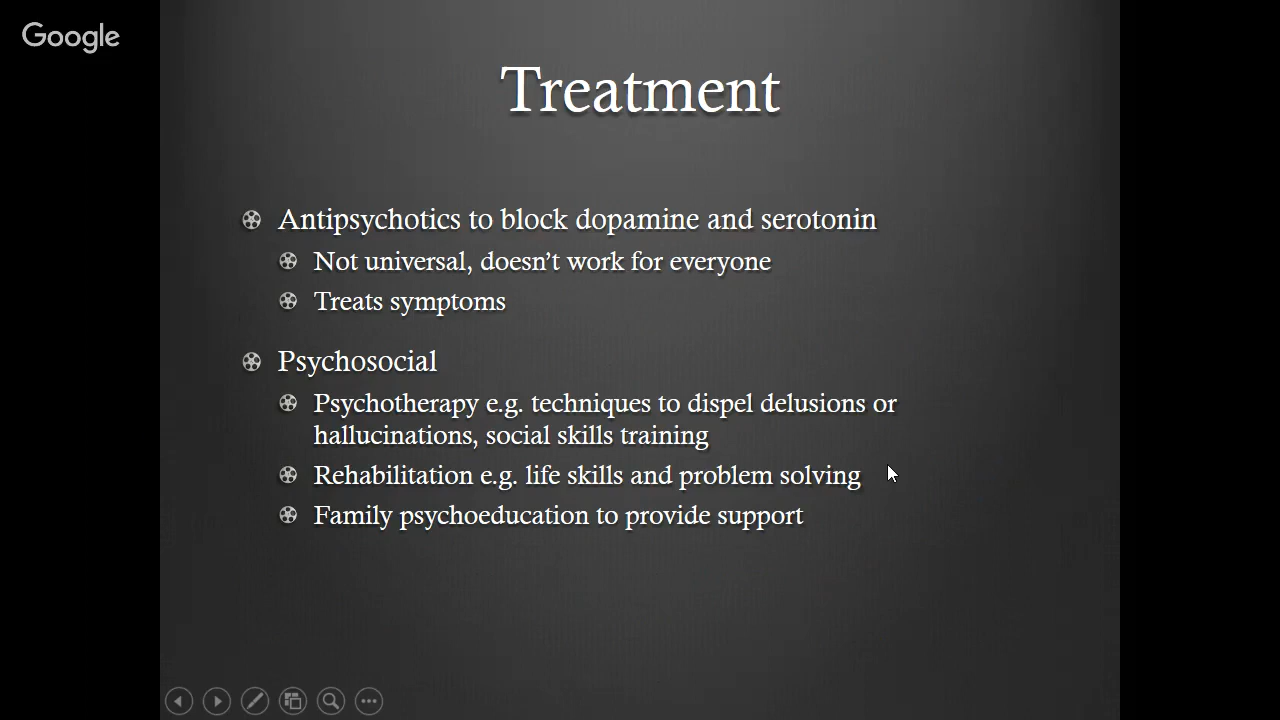 Google
Treatment
Antipsychotics to block dopamine and serotonin
Not universal, doesn’t work for everyone
Treats symptoms
Psychosocial
Psychotherapy e.g. techniques to dispel delusions or
hallucinations, social skills training
Rehabilitation e.g. life skills and problem solving
Family psychoeducation to provide support